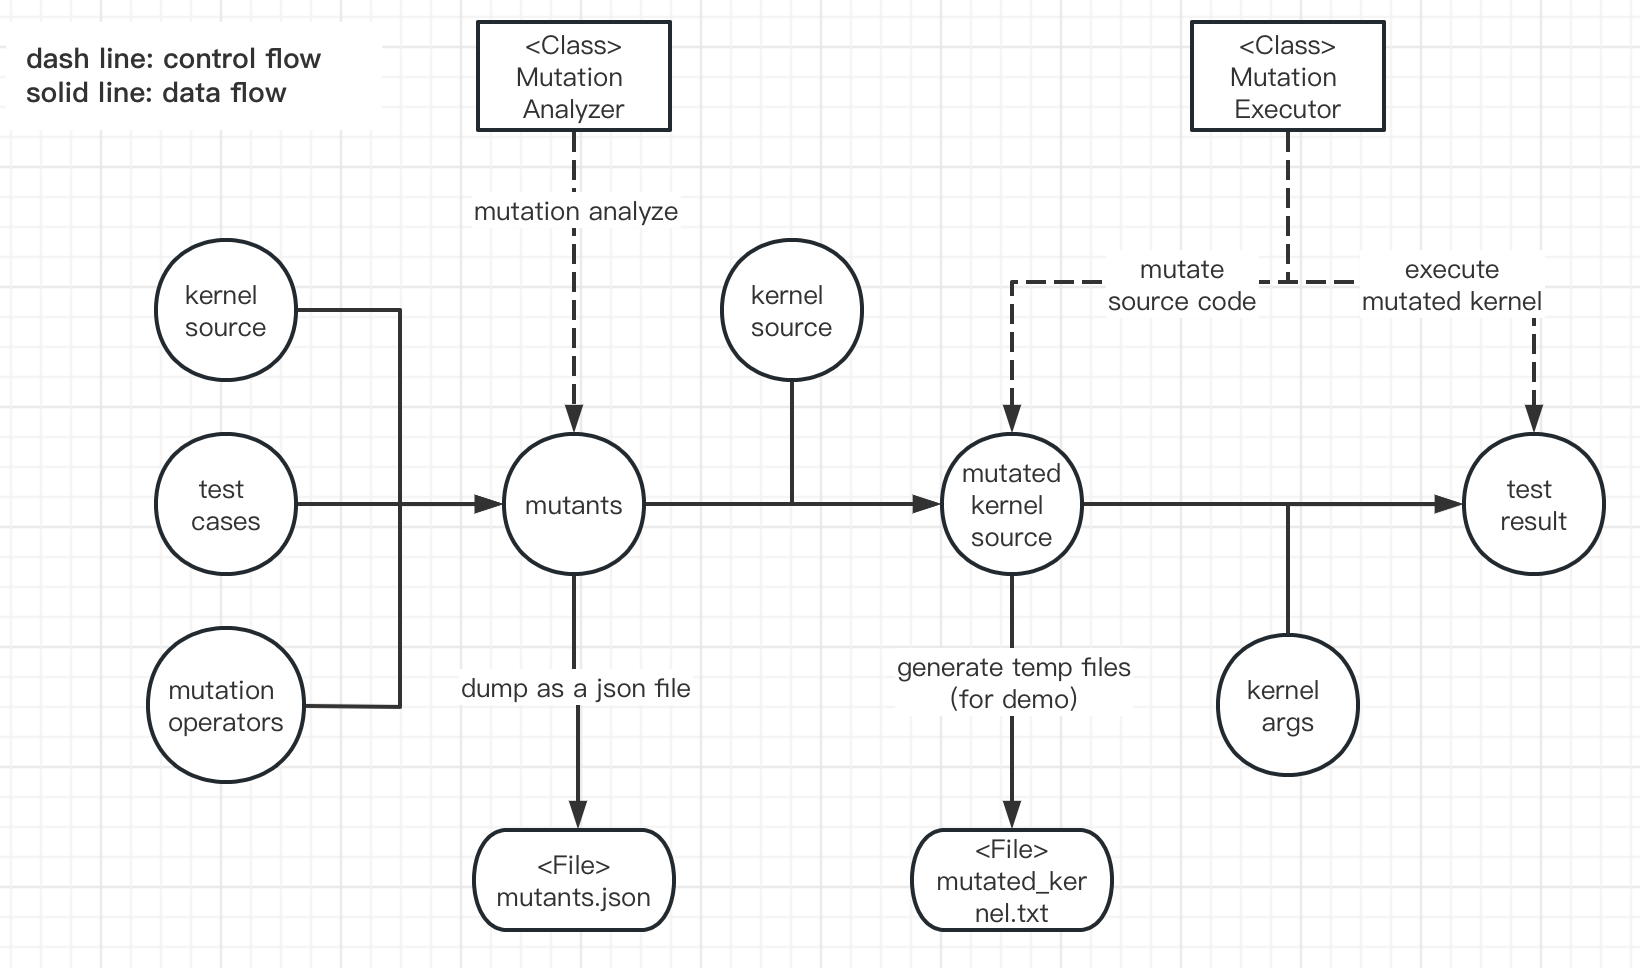 dash line: control flow
solid line: data flow
<Class>
Mutation
Analyzer
<Class>
Mutation
Executor
mutation analyze
mutate
source code
execute
mutated kernel
kernel
source
kernel
source
test
cases
mutants
mutated
kernel
source
test
result
mutation
operators
dump as a json file
generate temp files
(for demo)
kernel
args
<File>
mutants.json
<File>
mutated_ker
nel.txt